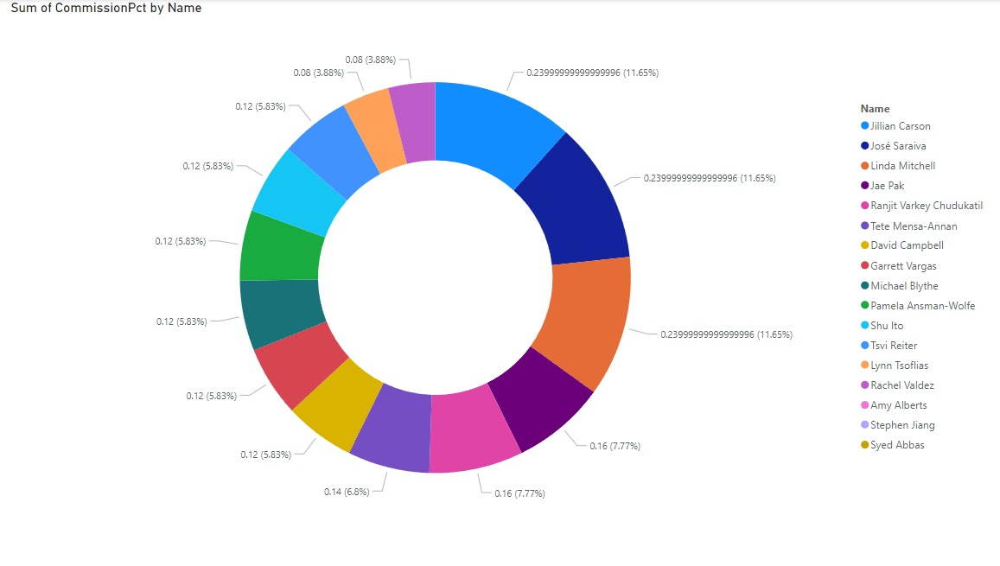 Sum of CommissionPct by Name
0.08 (3.88%)
0.08 (3.88%)
0.12 (5.83%)
0.12 (5.83%)
0.12 (5.83%)
0.12 (5.83%)
0.12 (5.83%)
0.12 (5.83%)
0.14 (6.8%)
0.16 (7.77%)
0.16 (7.77%)
0.23999999999999996 (11.65%)
0.23999999999999996 (11.65%)
0.23999999999999996 (11.65%)
Name
Jillian Carson
José Saraiva
Linda Mitchell
Jae Pak
Ranjit Varkey Chudukatil
Tete Mensa-Annan
David Campbell
Garrett Vargas
Michael Blythe
Pamela Ansman-Wolfe
Shu Ito
Tsvi Reiter
Lynn Tsoflias
Rachel Valdez
Amy Alberts
Stephen Jiang
Syed Abbas